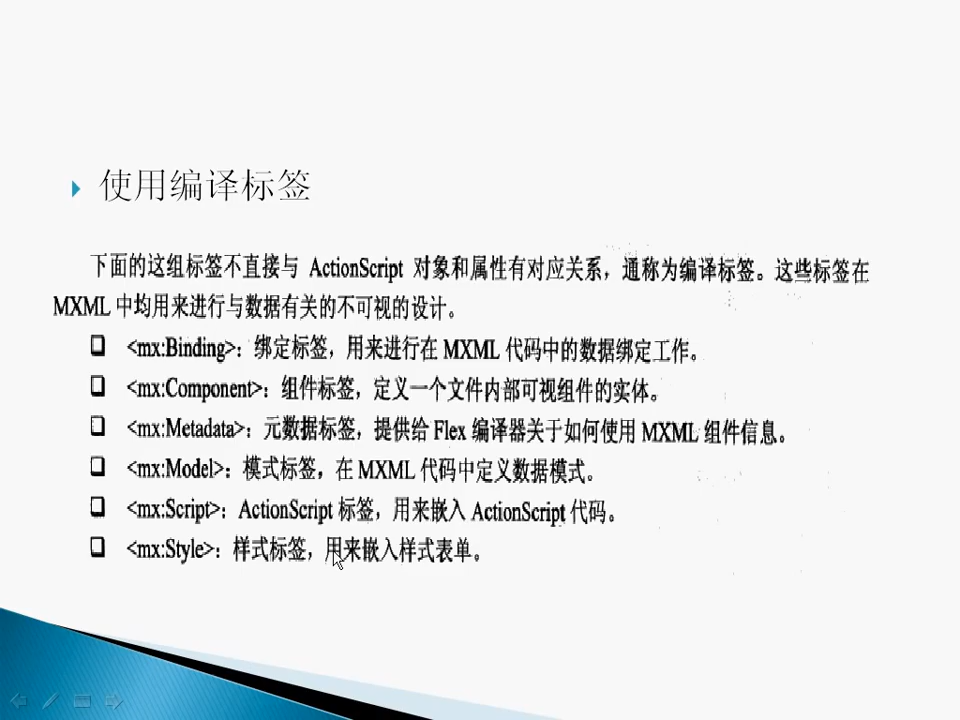 使用编译标签
下面的这组标签不直接与 ActionScript 对象和属性有对应关系，通称为编译标签。这些标签在
MXML 中均用来进行与数据有关的不可视的设计。
<mx:Binding>：绑定标签，用来进行在 MXML 代码中的数据绑定工作。
<mx:Component>：组件标签，定义一个文件内部可视组件的实体。
<mx:Metadata>：元数据标签，提供给 Flex 编译器关于如何使用 MXML 组件信息。
<mx:Model>：模式标签，在 MXML 代码中定义数据模式。
<mx:Script>：ActionScript 标签，用来嵌入 ActionScript 代码。
<mx:Style>：样式标签，用来嵌入样式表单。